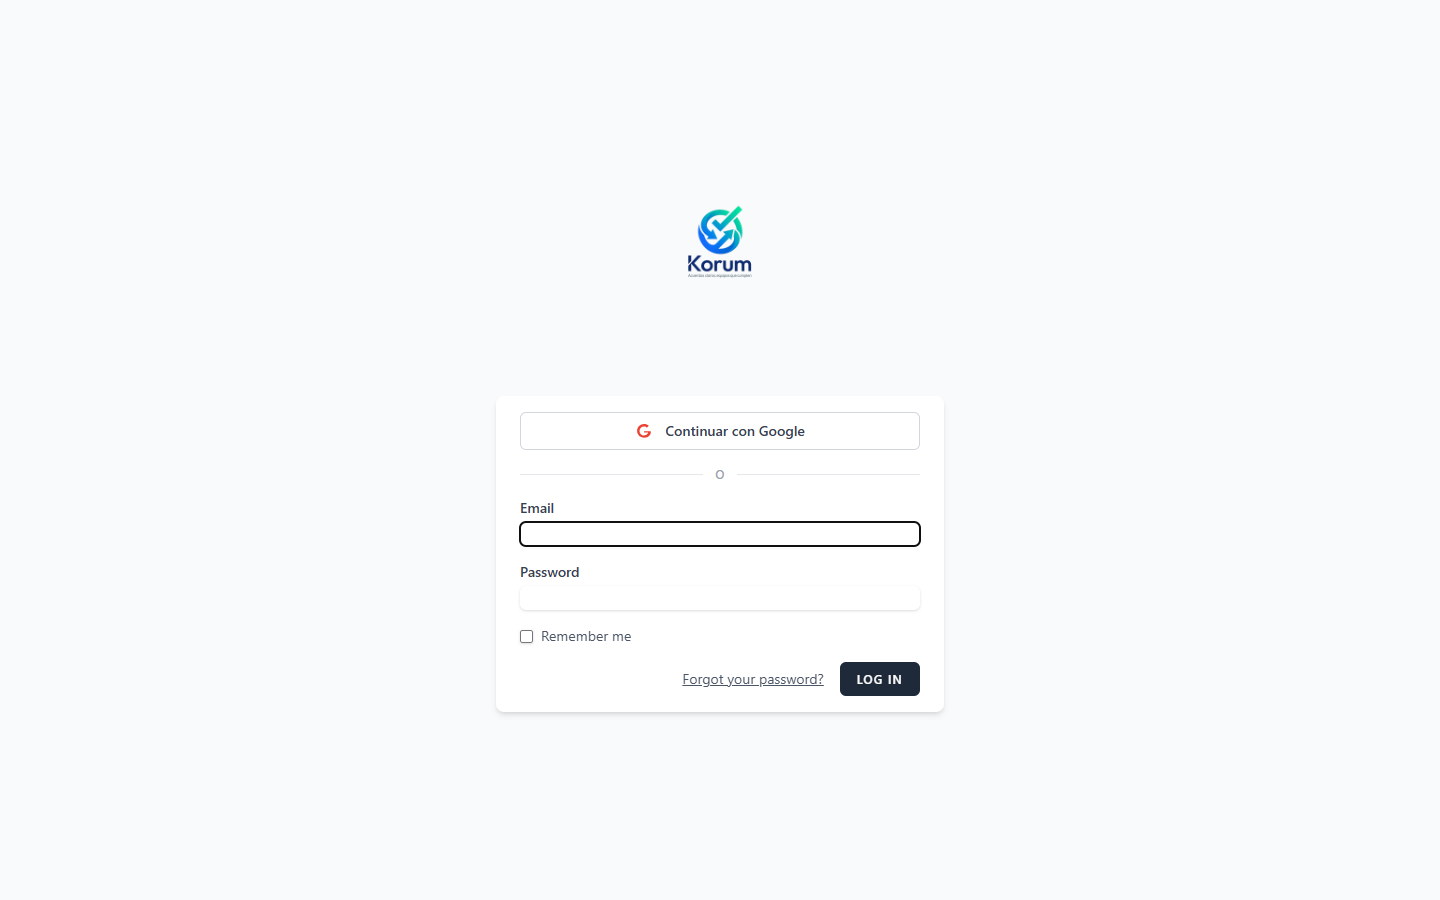 Korum
Continuar con Google
O
Email
Password
Remember me
Forgot your password?
LOG IN